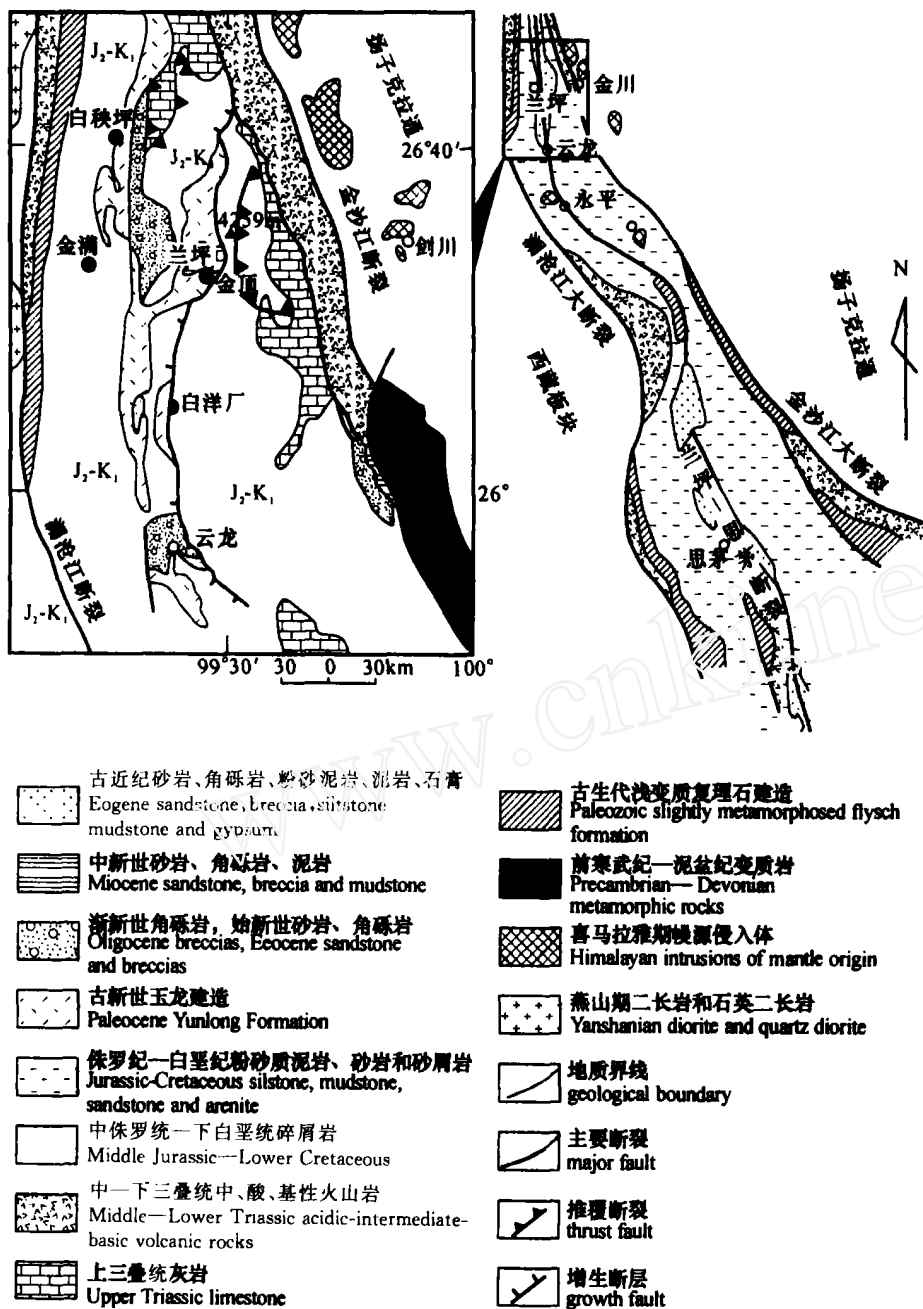 J₂-K₁
白秧坪
J₂-K₁
金满
兰坪
金顶
4239m
白洋厂
J₂-K₁
J₂-K₁
云龙
澜沧江断裂
J₂-K₁
扬子克拉通
26°40′
金沙江断裂
剑川
26°
99°30′
30 0 30km
100°
金川
兰坪
云龙
永平
澜沧江大断裂
西藏板块
扬子克拉通
N
金沙江大断裂
思茅
www.cnki.ne
古近纪砂岩、角砾岩、粉砂泥岩、泥岩、石膏
Eogene sandstone, breccia, siltstone
mudstone and gypsum
中新世砂岩、角砾岩、泥岩
Miocene sandstone, breccia and mudstone
渐新世角砾岩，始新世砂岩、角砾岩
Oligocene breccias, Eeocene sandstone
and breccias
古新世玉龙建造
Paleocene Yunlong Formation
侏罗纪—白垩纪粉砂质泥岩、砂岩和砂屑岩
Jurassic-Cretaceous silstone, mudstone,
sandstone and arenite
中侏罗统—下白垩统碎屑岩
Middle Jurassic—Lower Cretaceous
中—下三叠统中、酸、基性火山岩
Middle—Lower Triassic acidic-intermediate-
basic volcanic rocks
上三叠统灰岩
Upper Triassic limestone
古生代浅变质复理石建造
Paleozoic slightly metamorphosed flysch
formation
前寒武纪—泥盆纪变质岩
Precambrian— Devonian
metamorphic rocks
喜马拉雅期幔源侵入体
Himalayan intrusions of mantle origin
燕山期二长岩和石英二长岩
Yanshanian diorite and quartz diorite
地质界线
geological boundary
主要断裂
major fault
推覆断裂
thrust fault
增生断层
growth fault